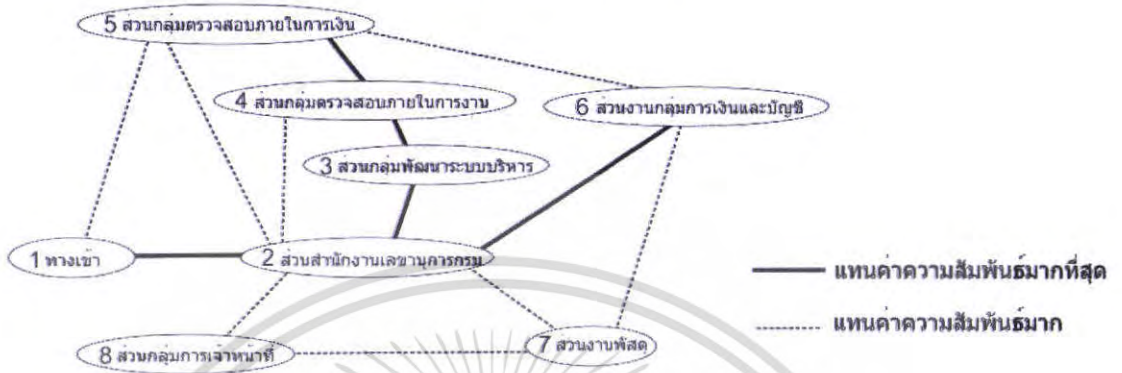 5 ส่วนกลุ่มตรวจสอบภายในการเงิน
4 ส่วนกลุ่มตรวจสอบภายในการงาน
6 ส่วนงานกลุ่มการเงินและบัญชี
3 ส่วนกลุ่มพัฒนาระบบบริหาร
1 ทางเข้า
2 ส่วนสำนักงานเลขานุการกรม
แทนค่าความสัมพันธ์มากที่สุด
แทนค่าความสัมพันธ์มาก
7 ส่วนงานพัสดุ
8 ส่วนกลุ่มการเจ้าหน้าที่